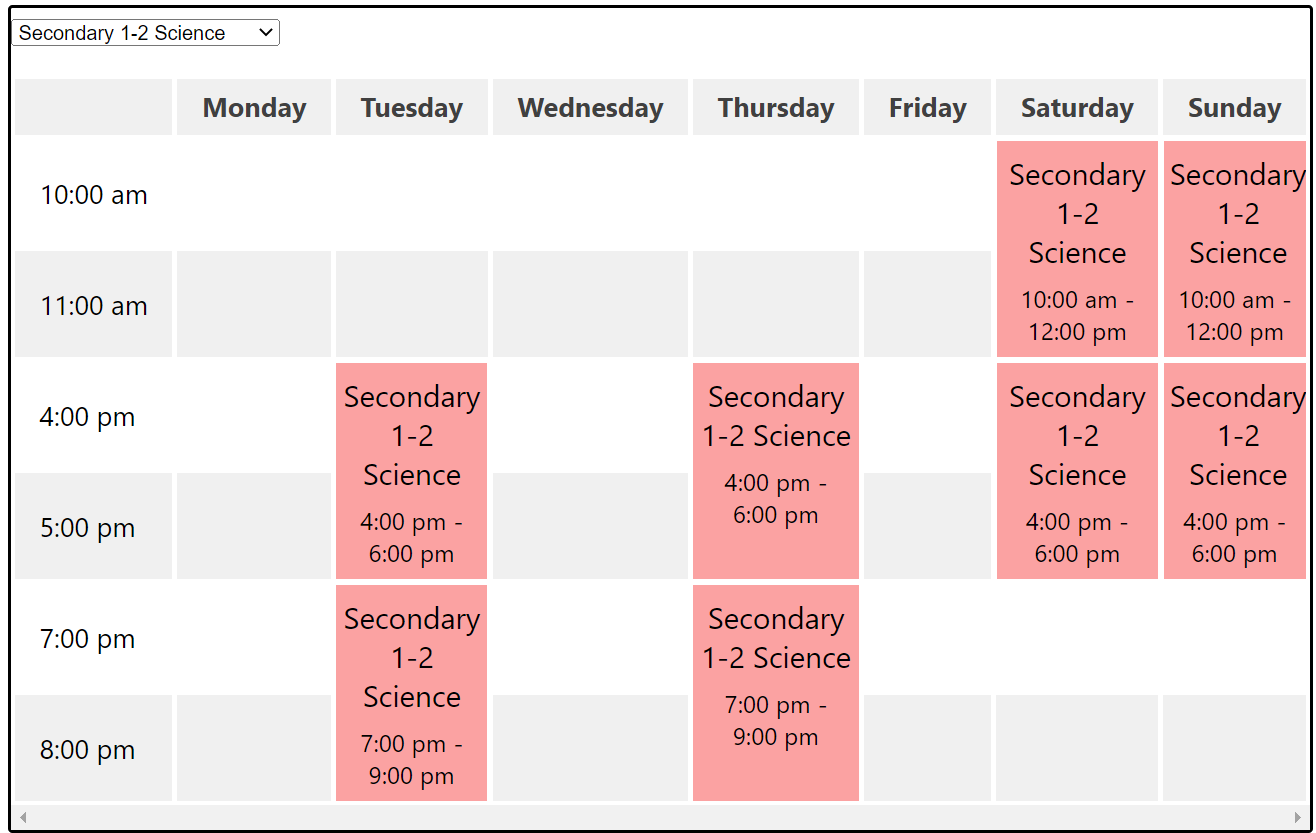 Secondary 1-2 Science
Monday Tuesday Wednesday Thursday Friday Saturday Sunday
10:00 am
Secondary
1-2
Science
10:00 am -
12:00 pm
Secondary
1-2
Science
10:00 am -
12:00 pm
11:00 am
4:00 pm
Secondary
1-2
Science
4:00 pm -
6:00 pm
Secondary
1-2 Science
4:00 pm -
6:00 pm
Secondary
1-2
Science
4:00 pm -
6:00 pm
Secondary
1-2
Science
4:00 pm -
6:00 pm
5:00 pm
7:00 pm
Secondary
1-2
Science
7:00 pm -
9:00 pm
Secondary
1-2 Science
7:00 pm -
9:00 pm
8:00 pm